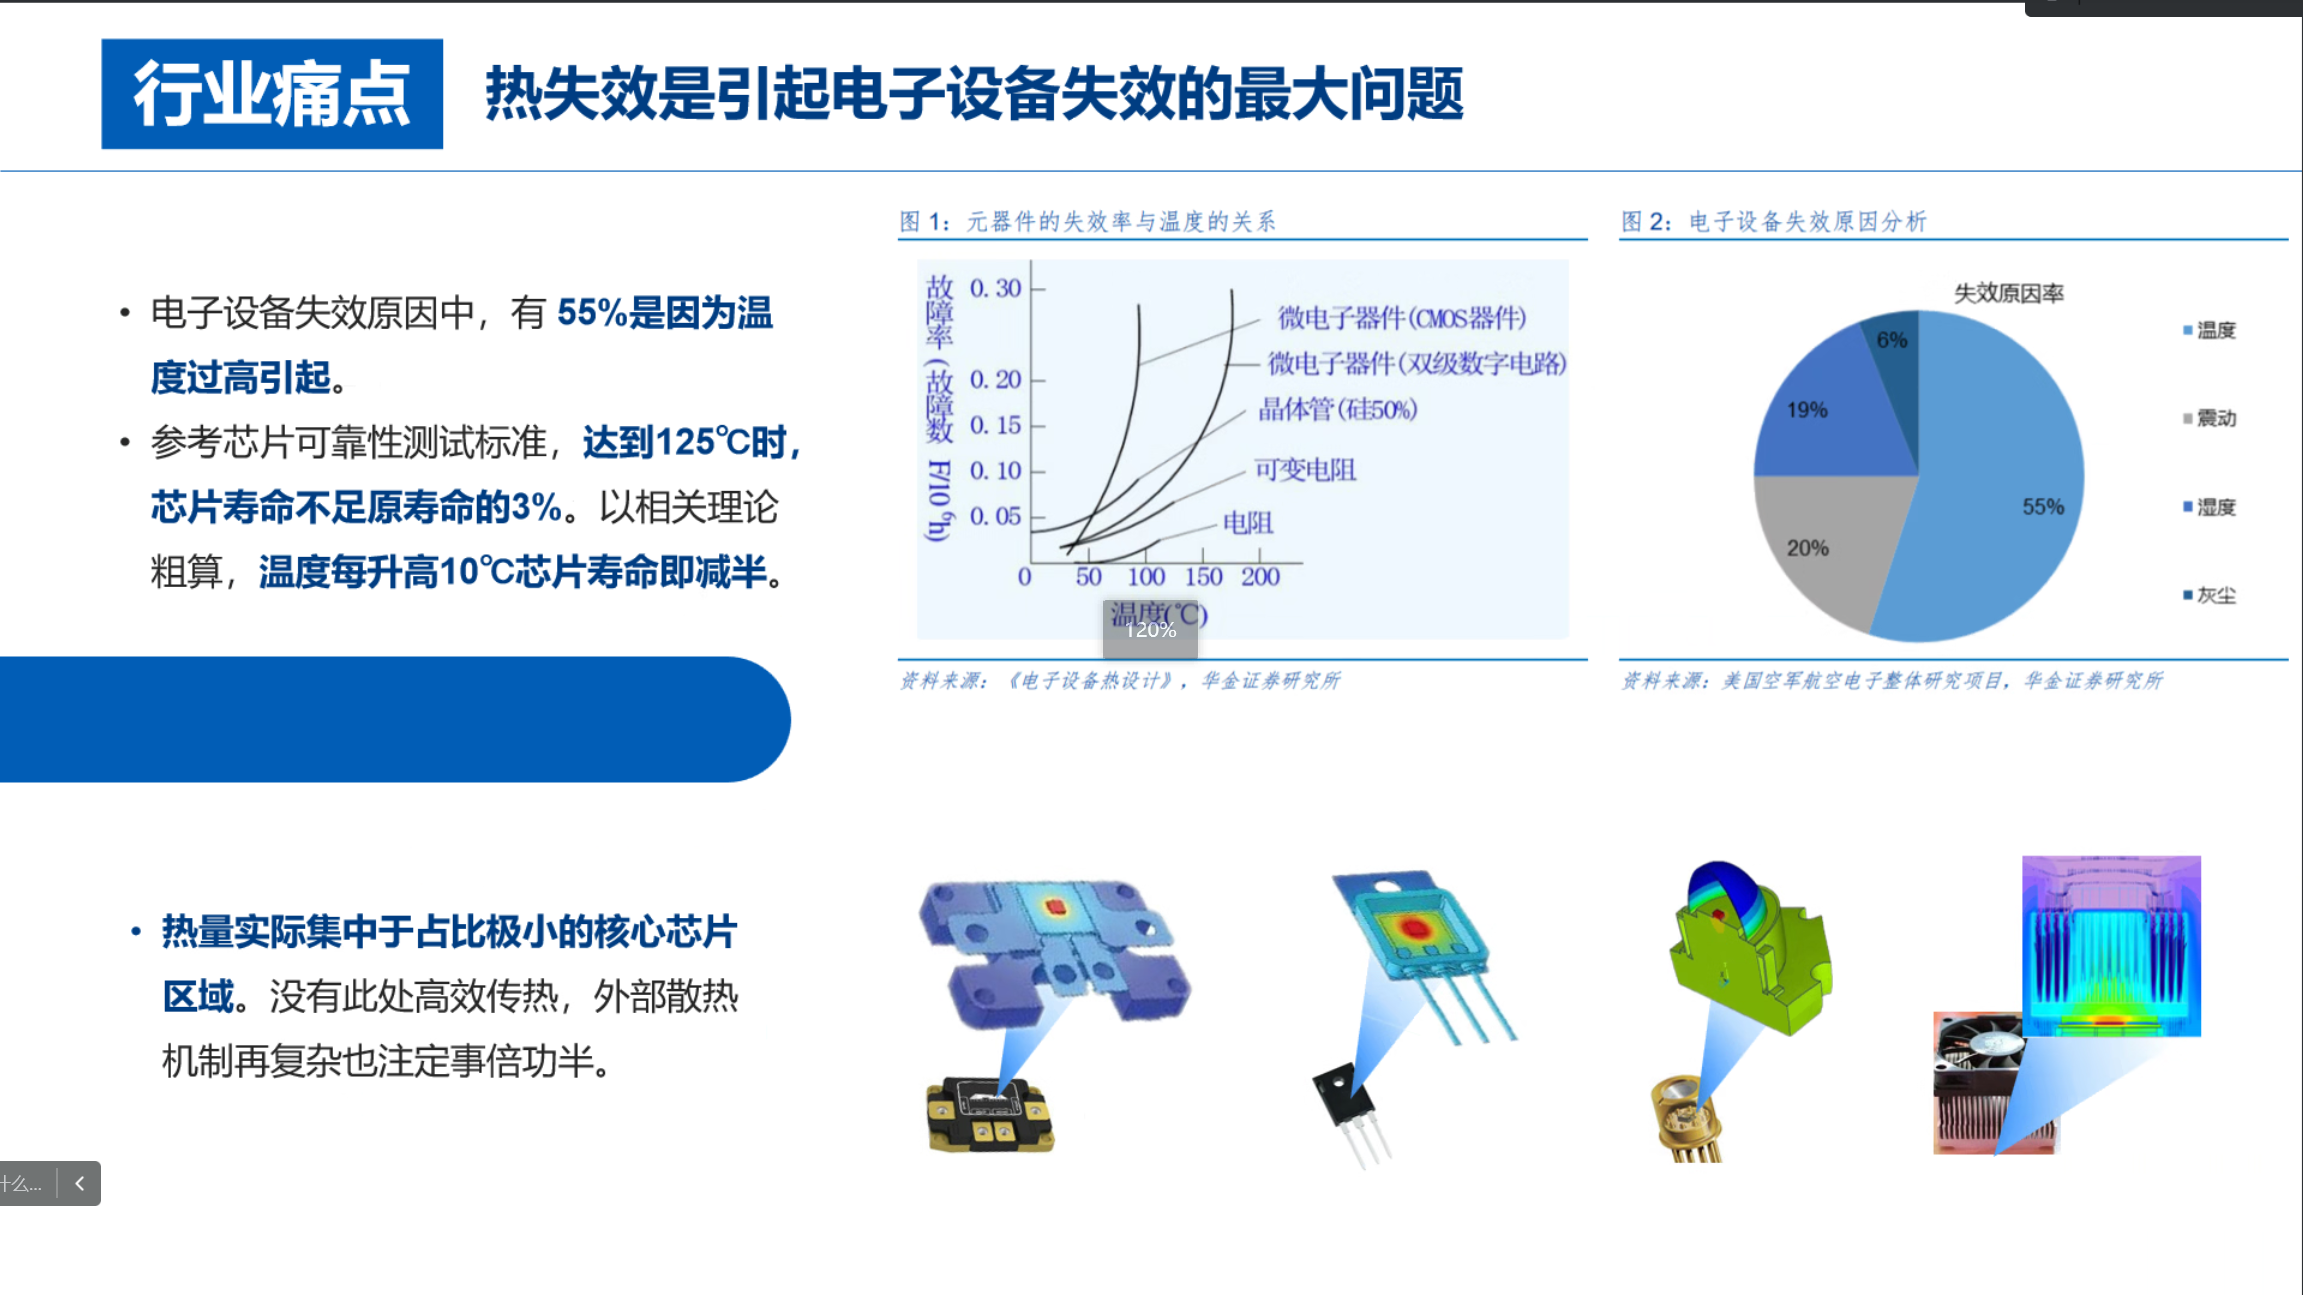 行业痛点
热失效是引起电子设备失效的最大问题
• 电子设备失效原因中，有 55%是因为温
度过高引起。
• 参考芯片可靠性测试标准，达到125℃时，
芯片寿命不足原寿命的3%。以相关理论
粗算，温度每升高10℃芯片寿命即减半。
图 1：元器件的失效率与温度的关系
故障率(故障数 F/10⁶h)
0.30
0.20
0.15
0.10
0.05
0 50 100 150 200
温度(℃)
120%
微电子器件(CMOS器件)
微电子器件(双级数字电路)
晶体管(硅50%)
可变电阻
电阻
资料来源：《电子设备热设计》，华金证券研究所
图 2：电子设备失效原因分析
失效原因率
6%
19%
20%
55%
温度
震动
湿度
灰尘
资料来源：美国空军航空电子整体研究项目，华金证券研究所
• 热量实际集中于占比极小的核心芯片
区域。没有此处高效传热，外部散热
机制再复杂也注定事倍功半。
什么...